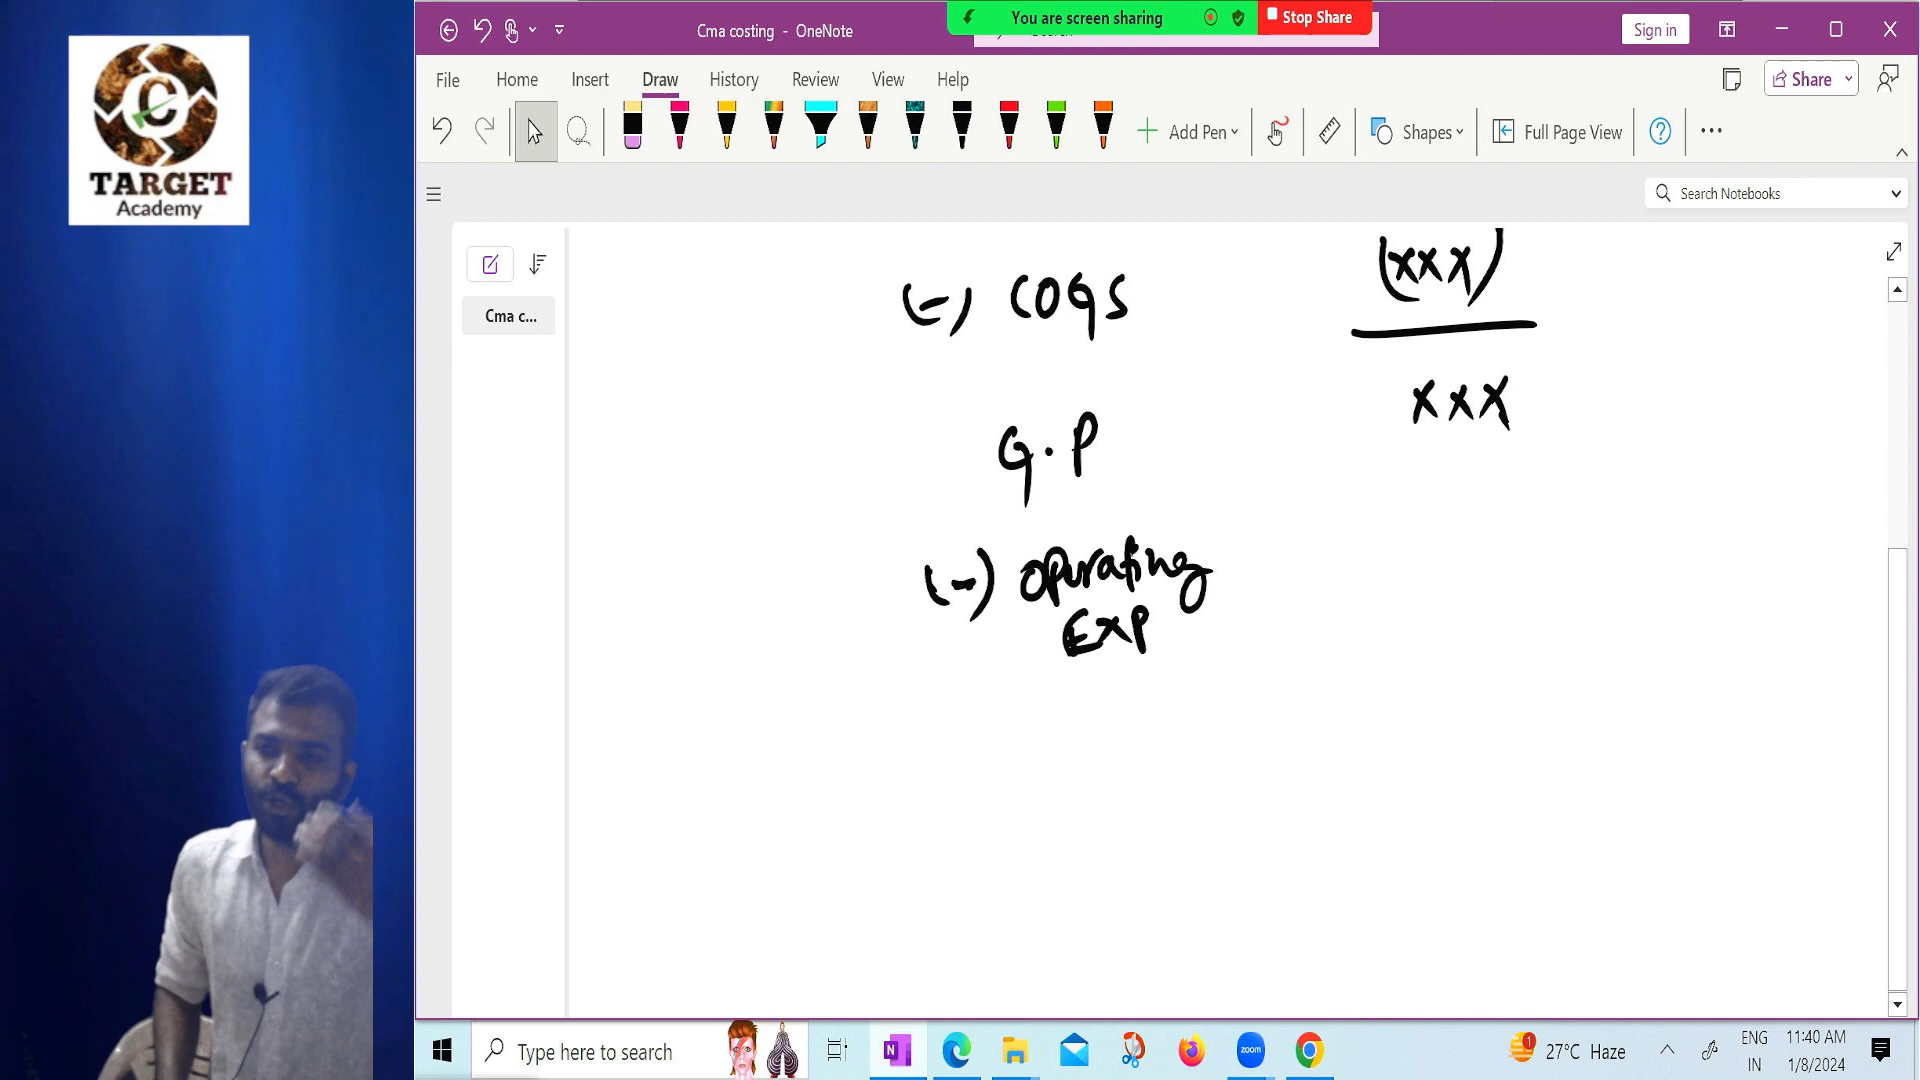 TARGET
Academy
Cma costing - OneNote
You are screen sharing
Stop Share
Sign in
File Home Insert Draw History Review View Help
Share
Add Pen
Shapes
Full Page View
Search Notebooks
Cma c...
(-) COGS (xxx)
G.P xxx
(-) operating
EXP
Type here to search
zoom
1
27°C Haze
ENG
IN
11:40 AM
1/8/2024